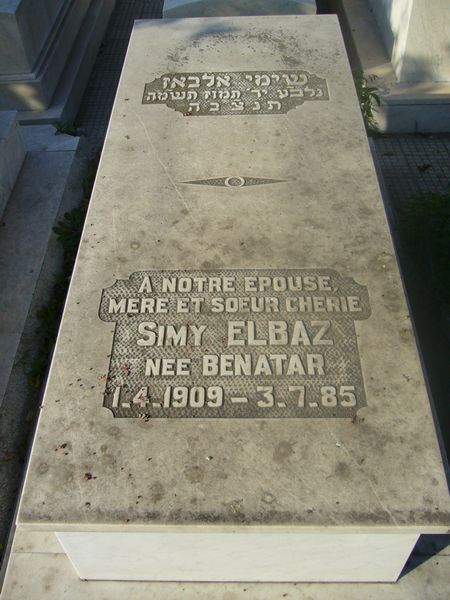 שימי אלבאז
נלבע יד תמוז תשמה
תנצבה
A NOTRE EPOUSE,
MERE ET SOEUR CHERIE
SIMY ELBAZ
NEE BENATAR
1.4.1909 - 3.7.85